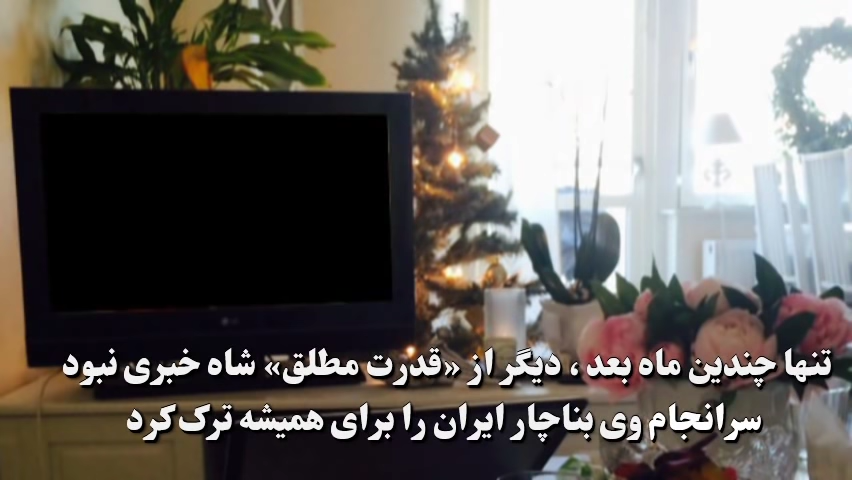 تنها چندین ماه بعد ، دیگر از «قدرت مطلق» شاه خبری نبود
سرانجام وی بناچار ایران را برای همیشه ترک کرد
LG